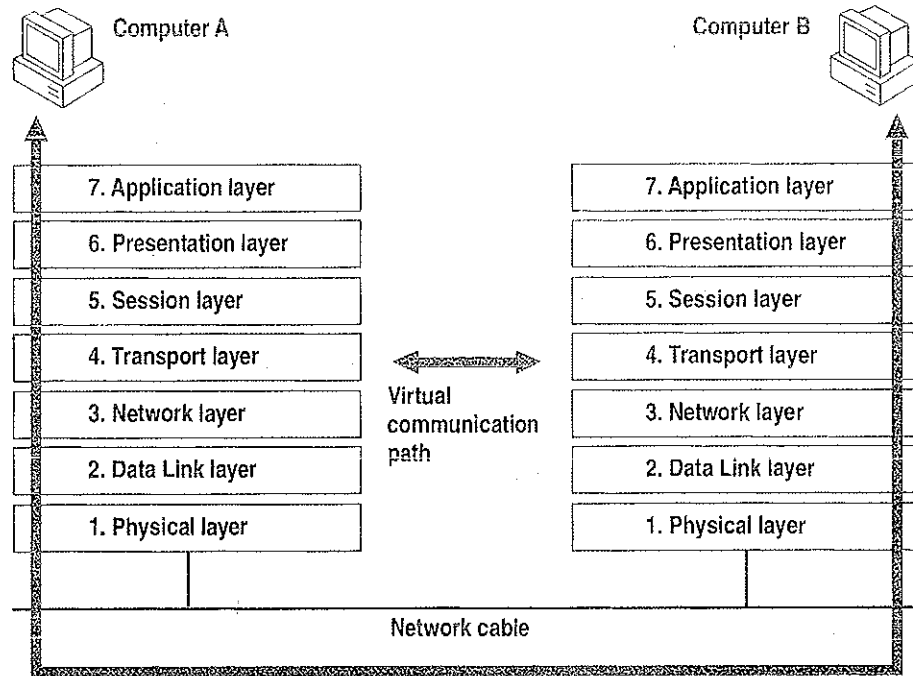 Computer A
Computer B
7. Application layer
6. Presentation layer
5. Session layer
4. Transport layer
3. Network layer
2. Data Link layer
1. Physical layer
Virtual
communication
path
7. Application layer
6. Presentation layer
5. Session layer
4. Transport layer
3. Network layer
2. Data Link layer
1. Physical layer
Network cable